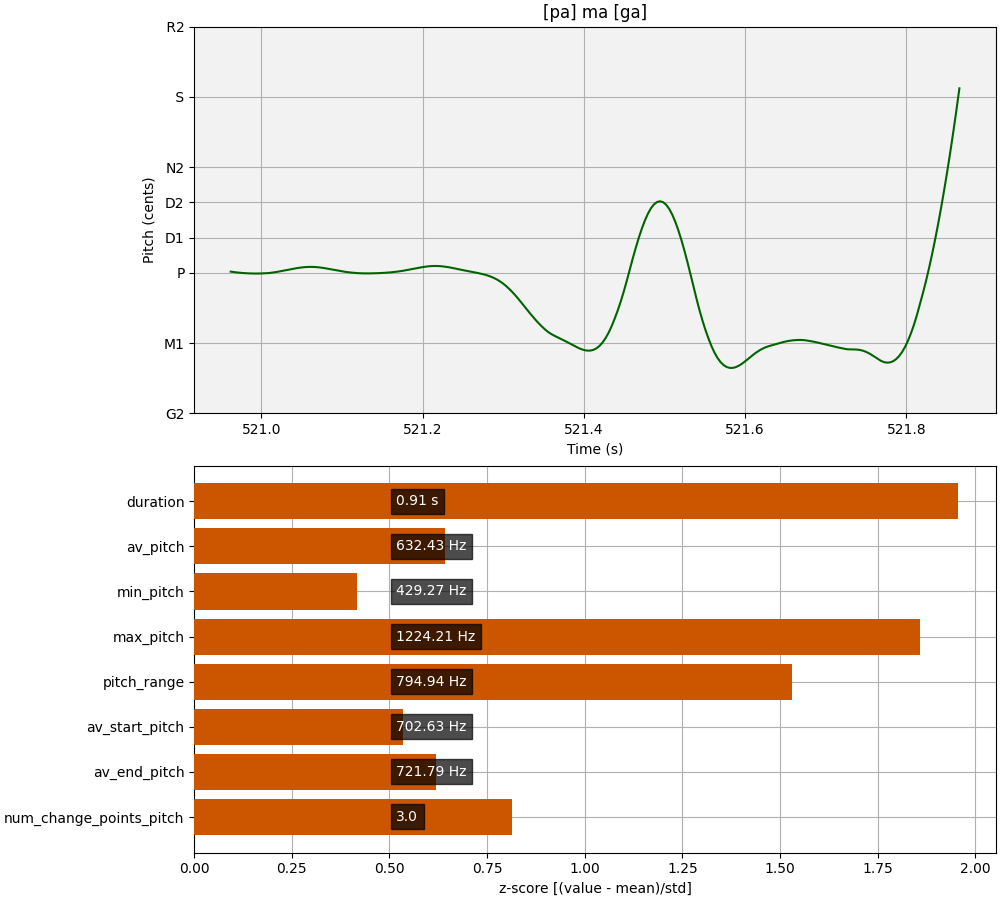 [pa] ma [ga]
R2
S
N2
D2
D1
P
M1
G2
Pitch (cents)
521.0 521.2 521.4 521.6 521.8
Time (s)
duration 0.91 s
av_pitch 632.43 Hz
min_pitch 429.27 Hz
max_pitch 1224.21 Hz
pitch_range 794.94 Hz
av_start_pitch 702.63 Hz
av_end_pitch 721.79 Hz
num_change_points_pitch 3.0
0.00 0.25 0.50 0.75 1.00 1.25 1.50 1.75 2.00
z-score [(value - mean)/std]